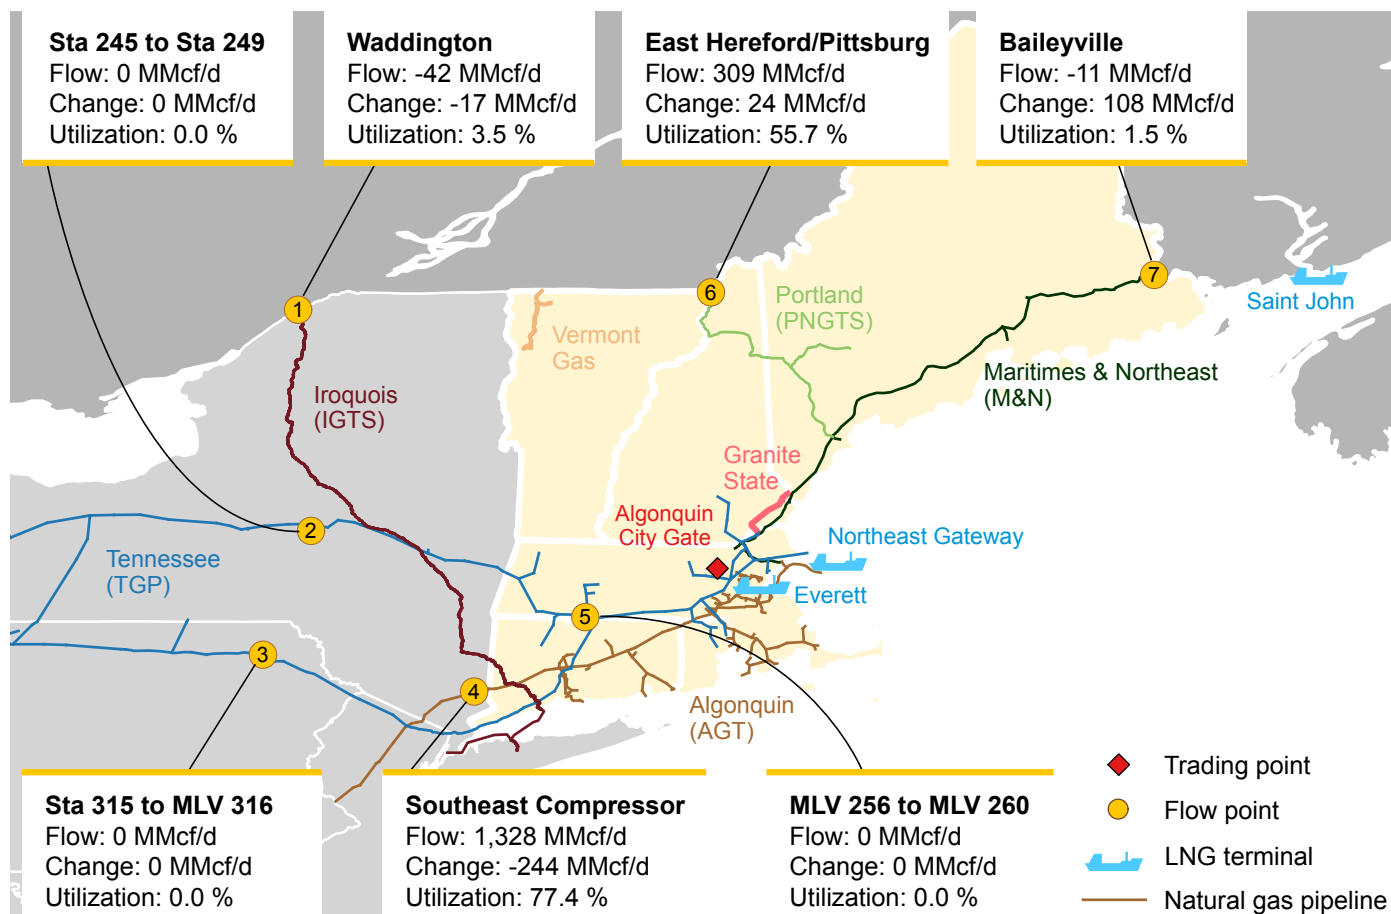 Sta 245 to Sta 249
Flow: 0 MMcf/d
Change: 0 MMcf/d
Utilization: 0.0 %
Waddington
Flow: -42 MMcf/d
Change: -17 MMcf/d
Utilization: 3.5 %
East Hereford/Pittsburg
Flow: 309 MMcf/d
Change: 24 MMcf/d
Utilization: 55.7 %
Baileyville
Flow: -11 MMcf/d
Change: 108 MMcf/d
Utilization: 1.5 %
1
6
7
Portland
(PNGTS)
Saint John
Vermont
Gas
Maritimes & Northeast
(M&N)
Iroquois
(IGTS)
Granite
State
Algonquin
City Gate
2
Northeast Gateway
Tennessee
(TGP)
Everett
5
3
4
Algonquin
(AGT)
Sta 315 to MLV 316
Flow: 0 MMcf/d
Change: 0 MMcf/d
Utilization: 0.0 %
Southeast Compressor
Flow: 1,328 MMcf/d
Change: -244 MMcf/d
Utilization: 77.4 %
MLV 256 to MLV 260
Flow: 0 MMcf/d
Change: 0 MMcf/d
Utilization: 0.0 %
Trading point
Flow point
LNG terminal
Natural gas pipeline